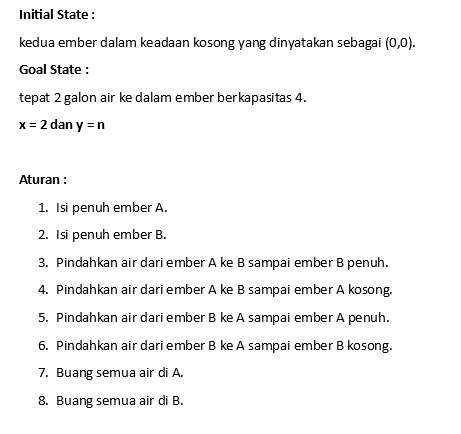 Initial State :
kedua ember dalam keadaan kosong yang dinyatakan sebagai (0,0).
Goal State :
tepat 2 galon air ke dalam ember berkapasitas 4.
x = 2 dan y = n
Aturan :
1. Isi penuh ember A.
2. Isi penuh ember B.
3. Pindahkan air dari ember A ke B sampai ember B penuh.
4. Pindahkan air dari ember A ke B sampai ember A kosong.
5. Pindahkan air dari ember B ke A sampai ember A penuh.
6. Pindahkan air dari ember B ke A sampai ember B kosong.
7. Buang semua air di A.
8. Buang semua air di B.